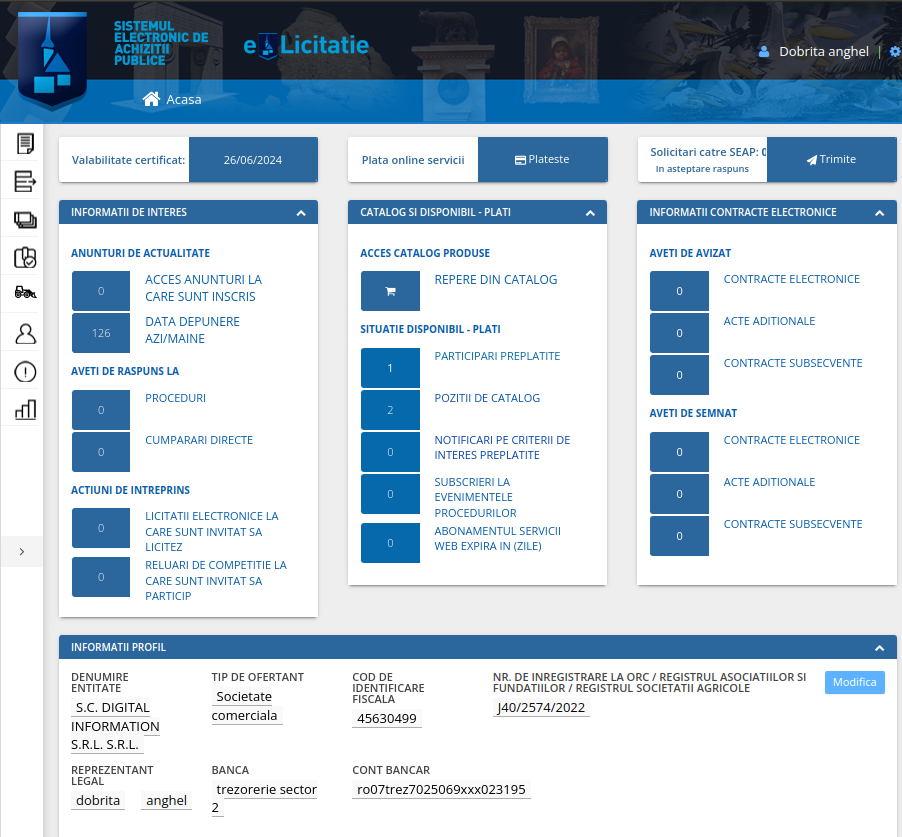 SISTEMUL
ELECTRONIC DE
ACHIZITII
PUBLICE
e Licitatie
Dobrita anghel |
Acasa
Valabilitate certificat: 26/06/2024
Plata online servicii Plateste
Solicitari catre SEAP:
in asteptare raspuns
Trimite
INFORMATII DE INTERES
ANUNTURI DE ACTUALITATE
0 ACCES ANUNTURI LA
CARE SUNT INSCRIS
126 DATA DEPUNERE
AZI/MAINE
AVETI DE RASPUNS LA
0 PROCEDURI
0 CUMPARARI DIRECTE
ACTIUNI DE INTREPRINS
0 LICITATII ELECTRONICE LA
CARE SUNT INVITAT SA
LICITEZ
0 RELUARI DE COMPETITIE LA
CARE SUNT INVITAT SA
PARTICIP
CATALOG SI DISPONIBIL - PLATI
ACCES CATALOG PRODUSE
REPERE DIN CATALOG
SITUATIE DISPONIBIL - PLATI
1 PARTICIPARI PREPLATITE
2 POZITII DE CATALOG
0 NOTIFICARI PE CRITERII DE
INTERES PREPLATITE
0 SUBSCRIERI LA
EVENIMENTELE
PROCEDURILOR
0 ABONAMENTUL SERVICII
WEB EXPIRA IN (ZILE)
INFORMATII CONTRACTE ELECTRONICE
AVETI DE AVIZAT
0 CONTRACTE ELECTRONICE
0 ACTE ADITIONALE
0 CONTRACTE SUBSECVENTE
AVETI DE SEMNAT
0 CONTRACTE ELECTRONICE
0 ACTE ADITIONALE
0 CONTRACTE SUBSECVENTE
INFORMATII PROFIL
DENUMIRE
ENTITATE
S.C. DIGITAL
INFORMATION
S.R.L. S.R.L.
TIP DE OFERTANT
Societate
comerciala
COD DE
IDENTIFICARE
FISCALA
45630499
NR. DE INREGISTRARE LA ORC / REGISTRUL ASOCIATIILOR SI
FUNDATIILOR / REGISTRUL SOCIETATII AGRICOLE
J40/2574/2022
Modifica
REPREZENTANT
LEGAL
dobrita anghel
BANCA
trezorerie sector
2
CONT BANCAR
ro07trez7025069xxx023195